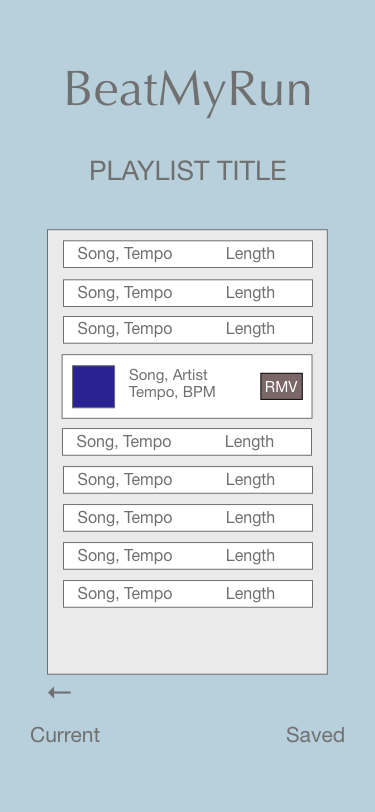 BeatMyRun
PLAYLIST TITLE
Song, Tempo Length
Song, Tempo Length
Song, Tempo Length
Song, Artist
Tempo, BPM
RMV
Song, Tempo Length
Song, Tempo Length
Song, Tempo Length
Song, Tempo Length
Song, Tempo Length
Current Saved